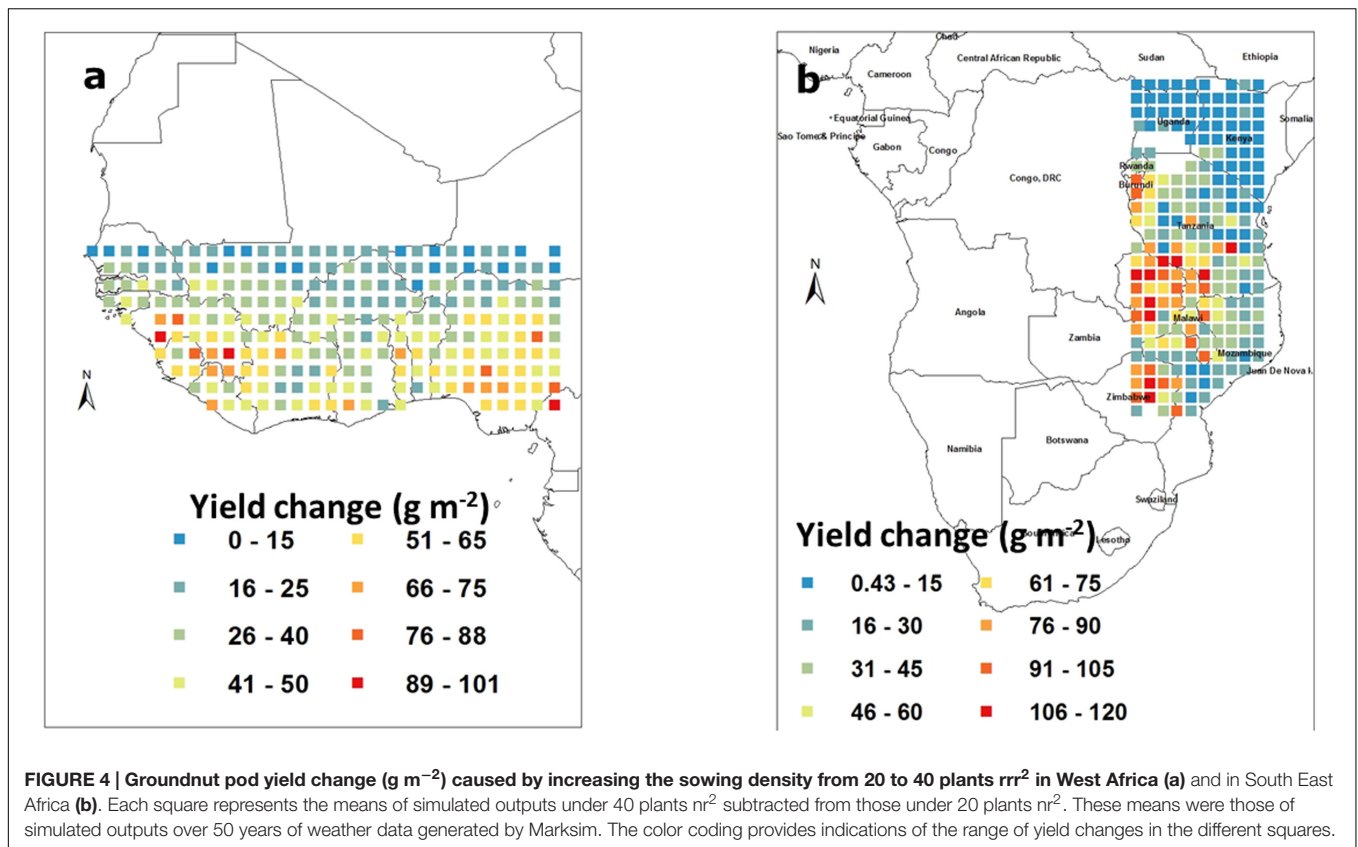 a
N
Yield change (g m⁻²)
0 - 15
51 - 65
16 - 25
66 - 75
26 - 40
76 - 88
41 - 50
89 - 101
b
Chad
Nigeria
Central African Republic
Sudan
Ethiopia
Cameroon
Equatorial Guinea
Uganda
Somalia
Sao Tome & Principe
Kenya
Gabon
Congo
Rwanda
Congo, DRC
Burundi
Tanzania
N
Angola
Malawi
Zambia
Mozambique
Juan De Nova I.
Zimbabwe
Namibia
Botswana
Swaziland
Lesotho
Yield change (g m⁻²)
0.43 - 15
61 - 75
16 - 30
76 - 90
31 - 45
91 - 105
46 - 60
106 - 120
FIGURE 4 | Groundnut pod yield change (g m⁻²) caused by increasing the sowing density from 20 to 40 plants rrr² in West Africa (a) and in South East
Africa (b). Each square represents the means of simulated outputs under 40 plants nr² subtracted from those under 20 plants nr². These means were those of
simulated outputs over 50 years of weather data generated by Marksim. The color coding provides indications of the range of yield changes in the different squares.